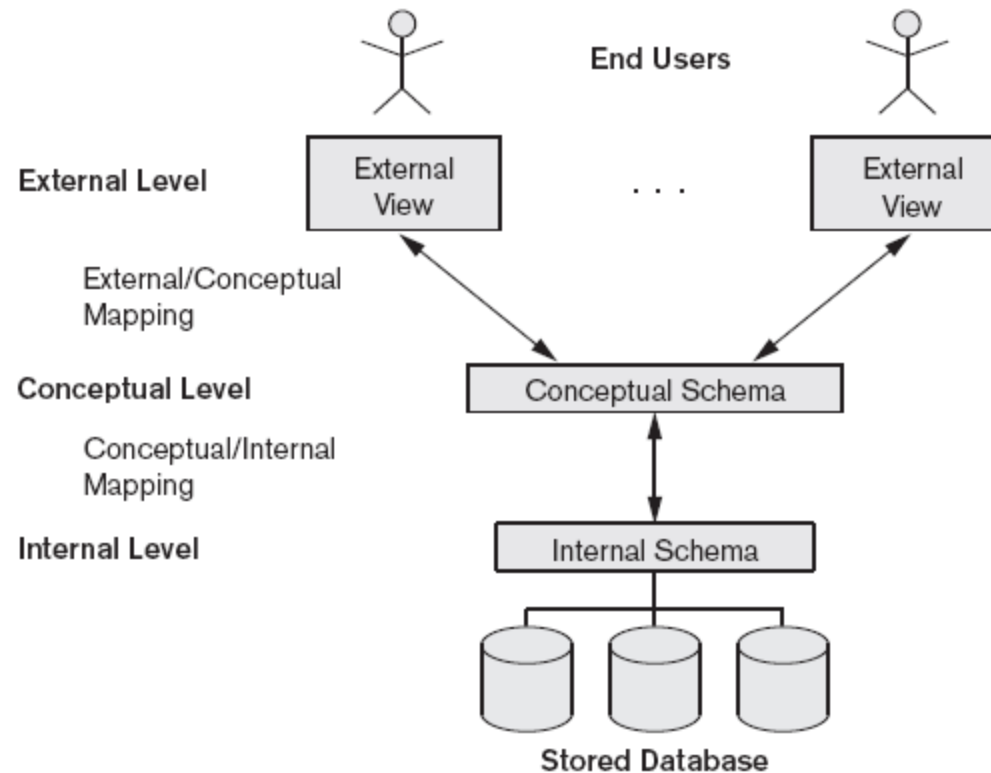 End Users
External Level
External
View
. . .
External
View
External/Conceptual
Mapping
Conceptual Level
Conceptual Schema
Conceptual/Internal
Mapping
Internal Level
Internal Schema
Stored Database